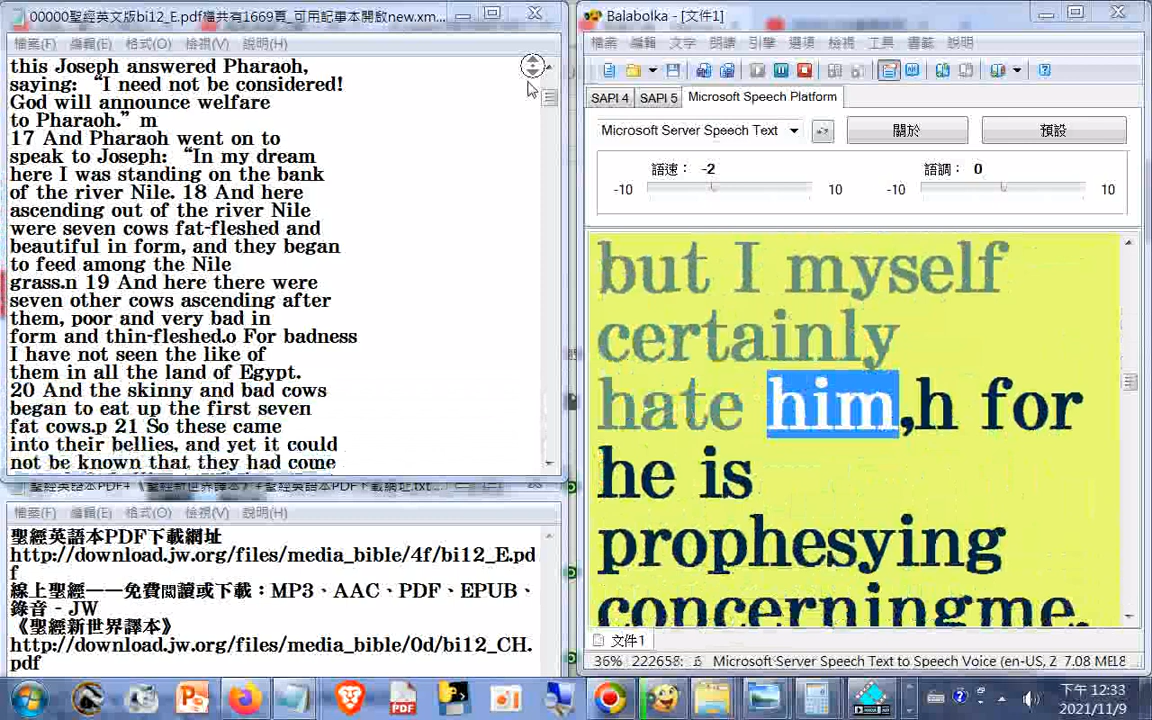 00000聖經英文版bi12_E.pdf檔共有1669頁_可用記事本開啟new.xm...
檔案(F) 編輯(E) 格式(O) 檢視(V) 說明(H)
this Joseph answered Pharaoh,
saying: “I need not be considered!
God will announce welfare
to Pharaoh.” m
17 And Pharaoh went on to
speak to Joseph: “In my dream
here I was standing on the bank
of the river Nile. 18 And here
ascending out of the river Nile
were seven cows fat-fleshed and
beautiful in form, and they began
to feed among the Nile
grass.n 19 And here there were
seven other cows ascending after
them, poor and very bad in
form and thin-fleshed.o For badness
I have not seen the like of
them in all the land of Egypt.
20 And the skinny and bad cows
began to eat up the first seven
fat cows.p 21 So these came
into their bellies, and yet it could
not be known that they had come
檔案(F) 編輯(E) 格式(O) 檢視(V) 說明(H)
聖經英語本PDF下載網址
http://download.jw.org/files/media_bible/4f/bi12_E.pd
f
線上聖經——免費閱讀或下載：MP3、AAC、PDF、EPUB、
錄音 - JW
《聖經新世界譯本》
http://download.jw.org/files/media_bible/0d/bi12_CH.
pdf
Balabolka - [文件1]
檔案 編輯 文字 朗讀 引擎 選項 檢視 工具 書籤 說明
SAPI 4 SAPI 5 Microsoft Speech Platform
Microsoft Server Speech Text 關於 預設
語速： -2 語調： 0
-10 10 -10 10
but I myself
certainly
hate him,h for
he is
prophesying
concerningme,
文件1
36% 222658: Microsoft Server Speech Text to Speech Voice (en-US, Z 7.08 МЕ18
下午 12:33
2021/11/9